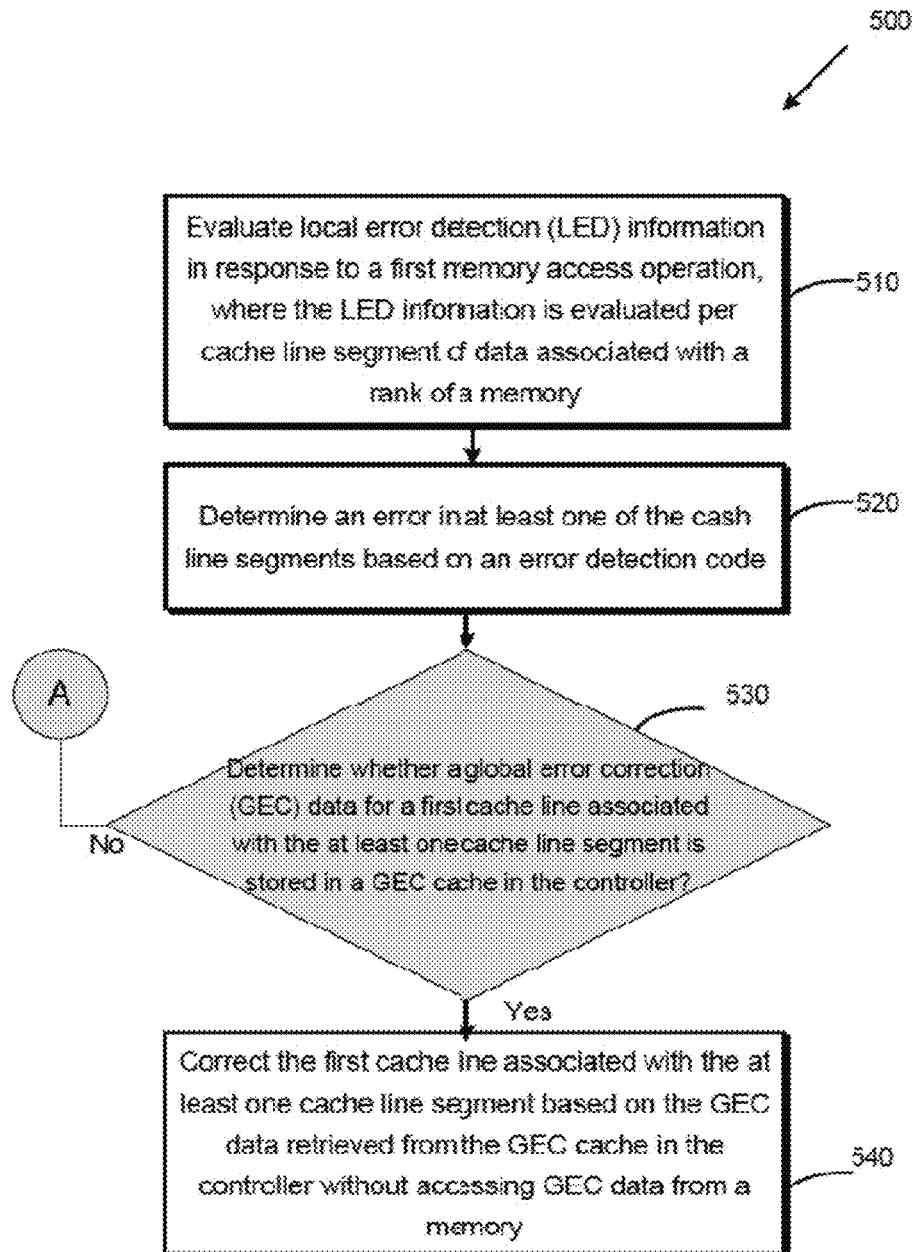 500
Evaluate local error detection (LED) information
in response to a first memory access operation,
where the LED information is evaluated per
cache line segment of data associated with a
rank of a memory
510
Determine an error in at least one of the cash
line segments based on an error detection code
520
A
530
Determine whether a global error correction
(GEC) data for a first cache line associated
with the at least one cache line segment is
stored in a GEC cache in the controller?
No
Yes
Correct the first cache line associated with the at
least one cache line segment based on the GEC
data retrieved from the GEC cache in the
controller without accessing GEC data from a
memory
540